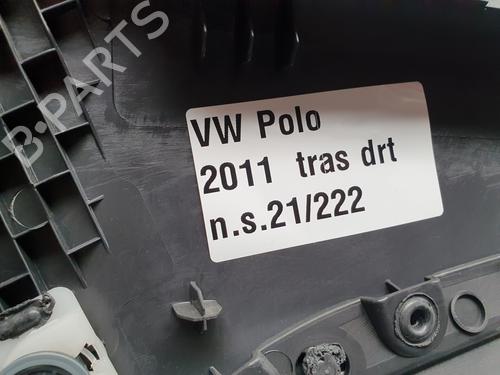 B-PARTS
VW Polo
2011 tras drt
n.s.21/222